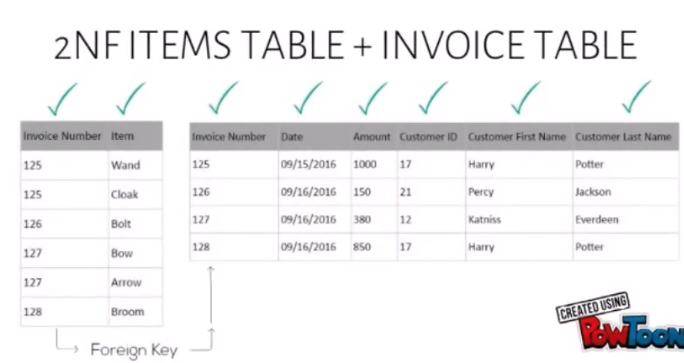 2NF ITEMS TABLE + INVOICE TABLE
Invoice Number Item
125 Wand
125 Cloak
126 Bolt
127 Bow
127 Arrow
128 Broom
Invoice Number Date Amount Customer ID Customer First Name Customer Last Name
125 09/15/2016 1000 17 Harry Potter
126 09/16/2016 150 21 Percy Jackson
127 09/16/2016 380 12 Katniss Everdeen
128 09/16/2016 850 17 Harry Potter
Foreign Key
CREATED USING
POWTOON